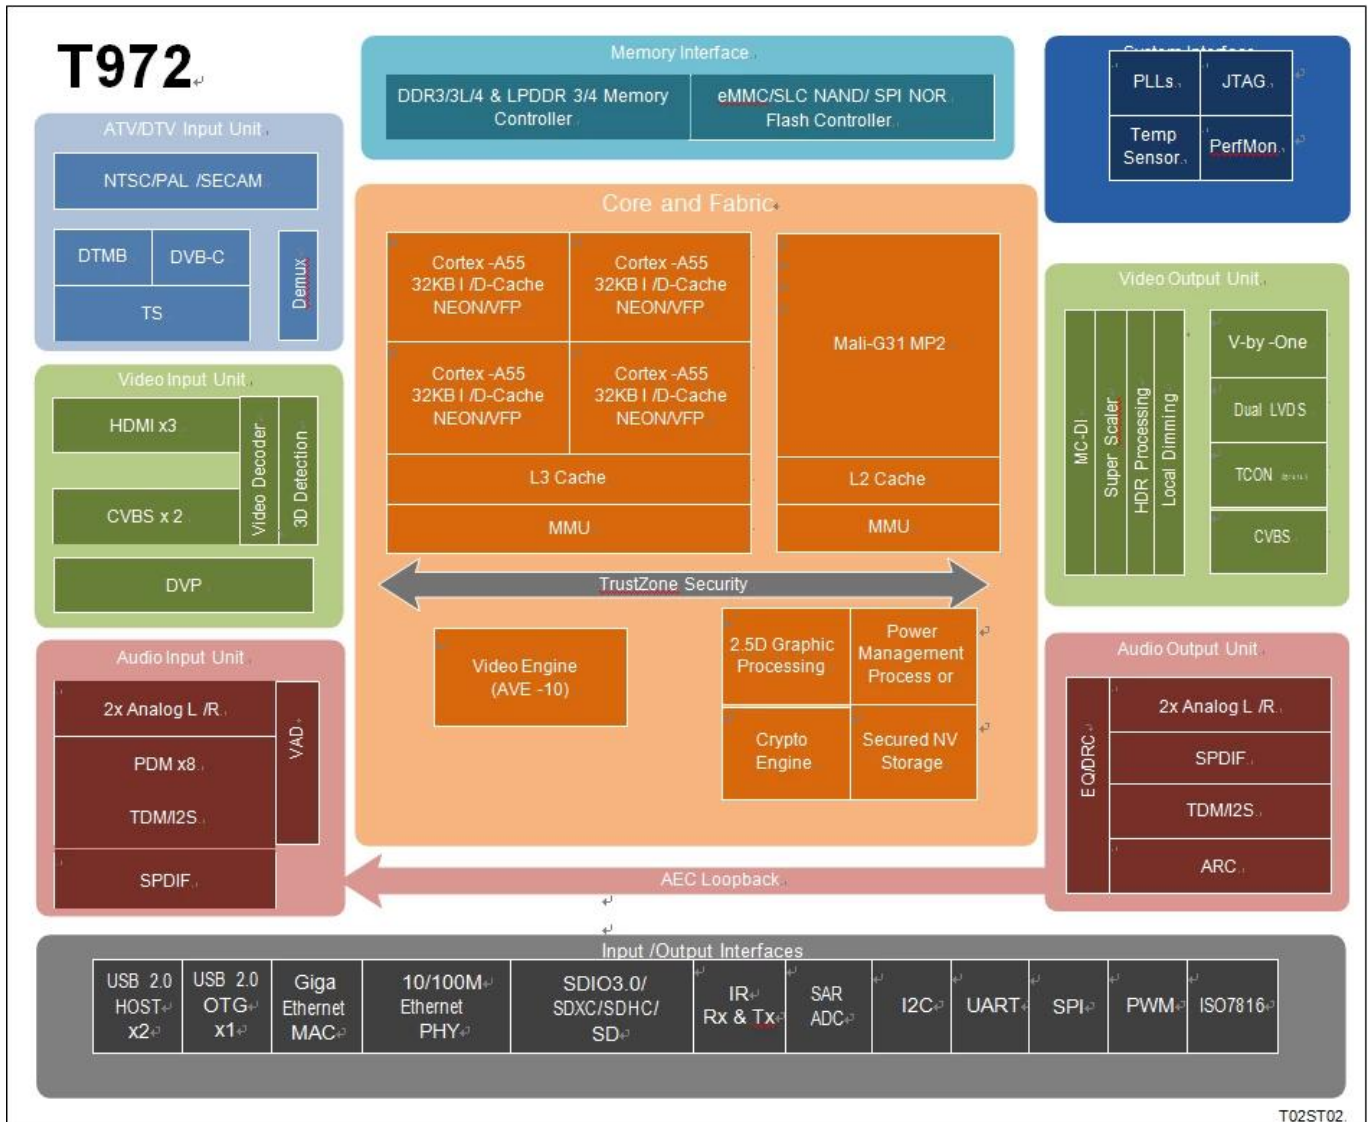 T972
Memory Interface
DDR3/3L/4 & LPDDR 3/4 Memory
Controller
eMMC/SLC NAND/ SPI NOR
Flash Controller
System Interface
PLLs
JTAG
Temp
Sensor
PerfMon
ATV/DTV Input Unit
NTSC/PAL /SECAM
DTMB
DVB-C
TS
Demux
Core and Fabric
Cortex -A55
32KB I /D-Cache
NEON/VFP
Cortex -A55
32KB I /D-Cache
NEON/VFP
Cortex -A55
32KB I /D-Cache
NEON/VFP
Cortex -A55
32KB I /D-Cache
NEON/VFP
L3 Cache
MMU
Mali-G31 MP2
L2 Cache
MMU
TrustZone Security
Video Engine
(AVE -10)
2.5D Graphic
Processing
Power
Management
Process or
Crypto
Engine
Secured NV
Storage
Video Input Unit
HDMI x3
CVBS x 2
Video Decoder
3D Detection
DVP
Video Output Unit
MC-DI
Super Scaler
HDR Processing
Local Dimming
V-by -One
Dual LVDS
TCON
CVBS
Audio Input Unit
2x Analog L /R
PDM x8
TDM/I2S
SPDIF
VAD
Audio Output Unit
EQ/DRC
2x Analog L /R
SPDIF
TDM/I2S
ARC
AEC Loopback
Input /Output Interfaces
USB 2.0
HOST
x2
USB 2.0
OTG
x1
Giga
Ethernet
MAC
10/100M
Ethernet
PHY
SDIO3.0/
SDXC/SDHC/
SD
IR
Rx & Tx
SAR
ADC
I2C
UART
SPI
PWM
ISO7816
T02ST02